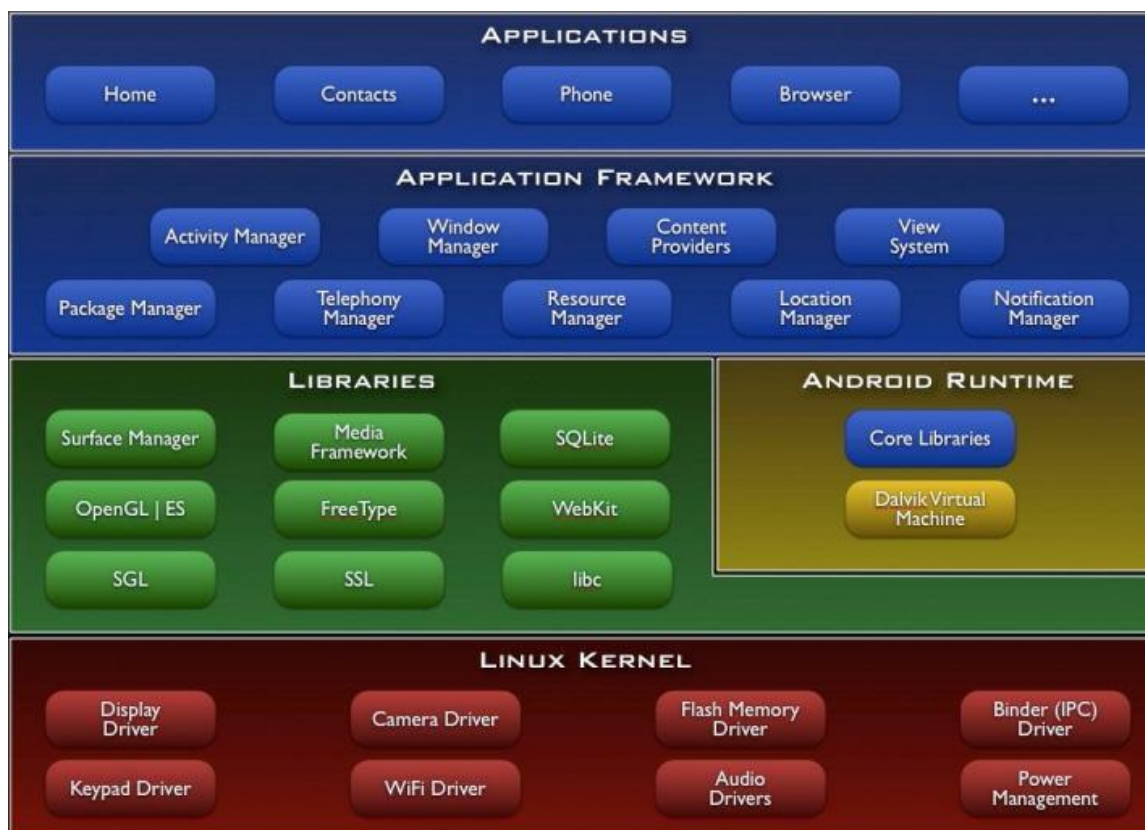 APPLICATIONS
Home
Contacts
Phone
Browser
...
APPLICATION FRAMEWORK
Activity Manager
Window
Manager
Content
Providers
View
System
Package Manager
Telephony
Manager
Resource
Manager
Location
Manager
Notification
Manager
LIBRARIES
Surface Manager
Media
Framework
SQLite
OpenGL | ES
FreeType
WebKit
SGL
SSL
libc
ANDROID RUNTIME
Core Libraries
Dalvik Virtual
Machine
LINUX KERNEL
Display
Driver
Camera Driver
Flash Memory
Driver
Binder (IPC)
Driver
Keypad Driver
WiFi Driver
Audio
Drivers
Power
Management